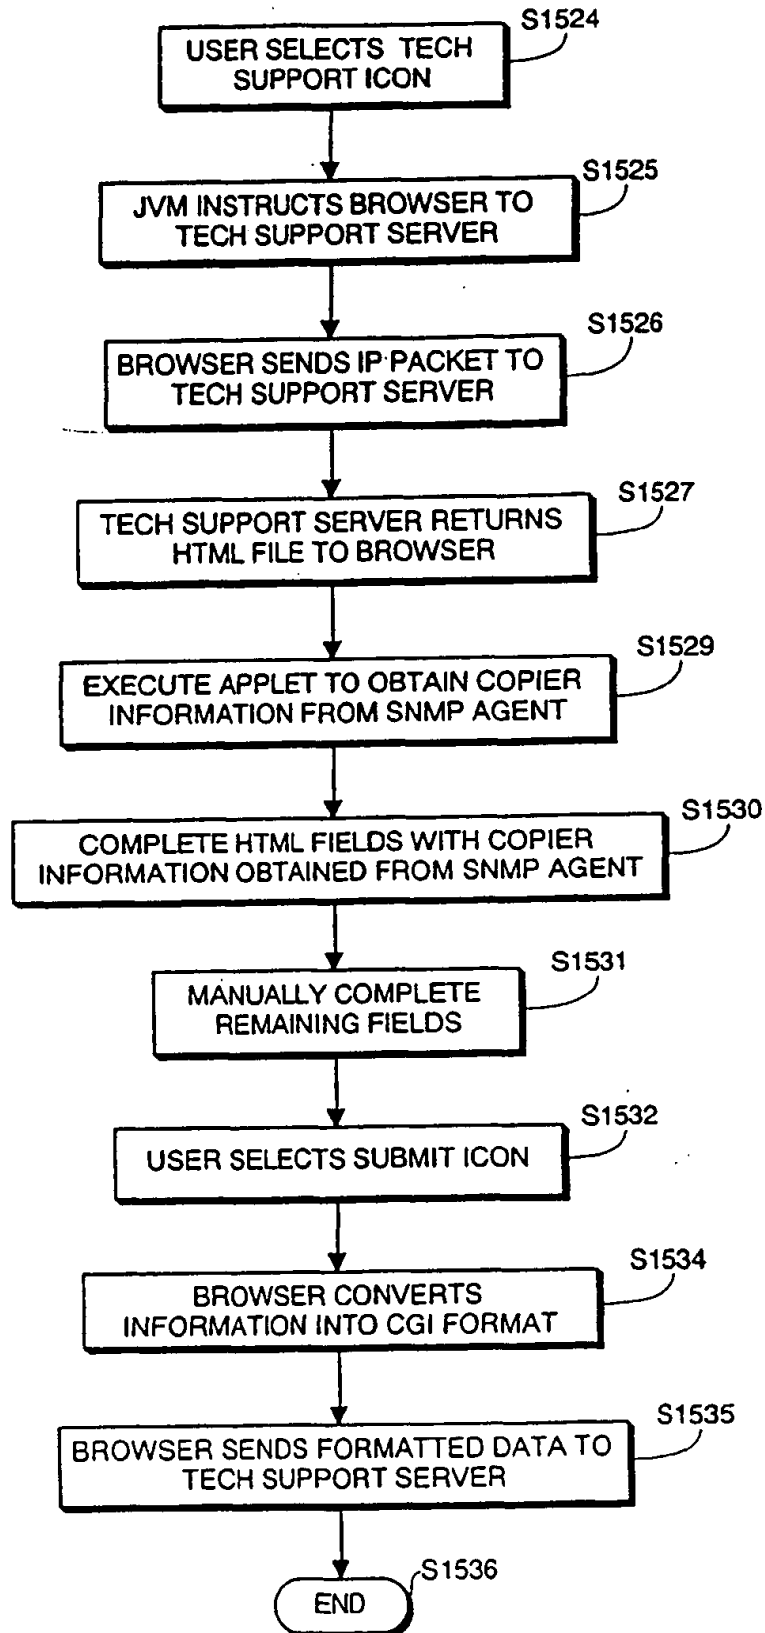 S1524
USER SELECTS TECH
SUPPORT ICON
S1525
JVM INSTRUCTS BROWSER TO
TECH SUPPORT SERVER
S1526
BROWSER SENDS IP PACKET TO
TECH SUPPORT SERVER
S1527
TECH SUPPORT SERVER RETURNS
HTML FILE TO BROWSER
S1529
EXECUTE APPLET TO OBTAIN COPIER
INFORMATION FROM SNMP AGENT
S1530
COMPLETE HTML FIELDS WITH COPIER
INFORMATION OBTAINED FROM SNMP AGENT
S1531
MANUALLY COMPLETE
REMAINING FIELDS
S1532
USER SELECTS SUBMIT ICON
S1534
BROWSER CONVERTS
INFORMATION INTO CGI FORMAT
S1535
BROWSER SENDS FORMATTED DATA TO
TECH SUPPORT SERVER
S1536
END